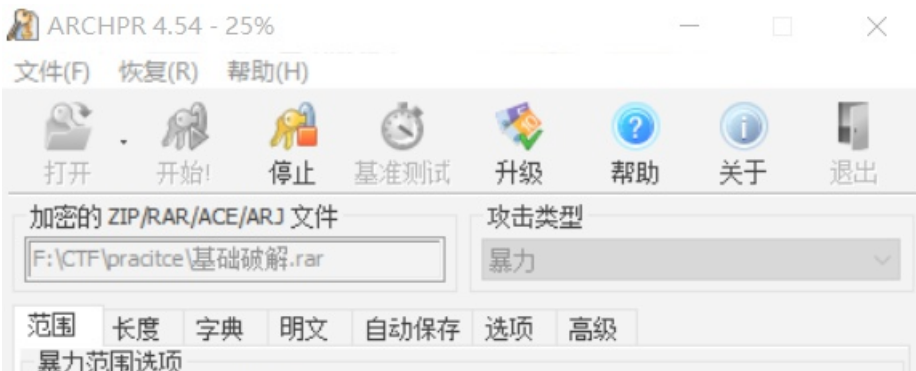 ARCHPR 4.54 - 25%
文件(F) 恢复(R) 帮助(H)
打开 开始! 停止 基准测试 升级 帮助 关于 退出
加密的 ZIP/RAR/ACE/ARJ 文件 攻击类型
F:\CTF\pracitce\基础破解.rar 暴力
范围 长度 字典 明文 自动保存 选项 高级
暴力范围选项